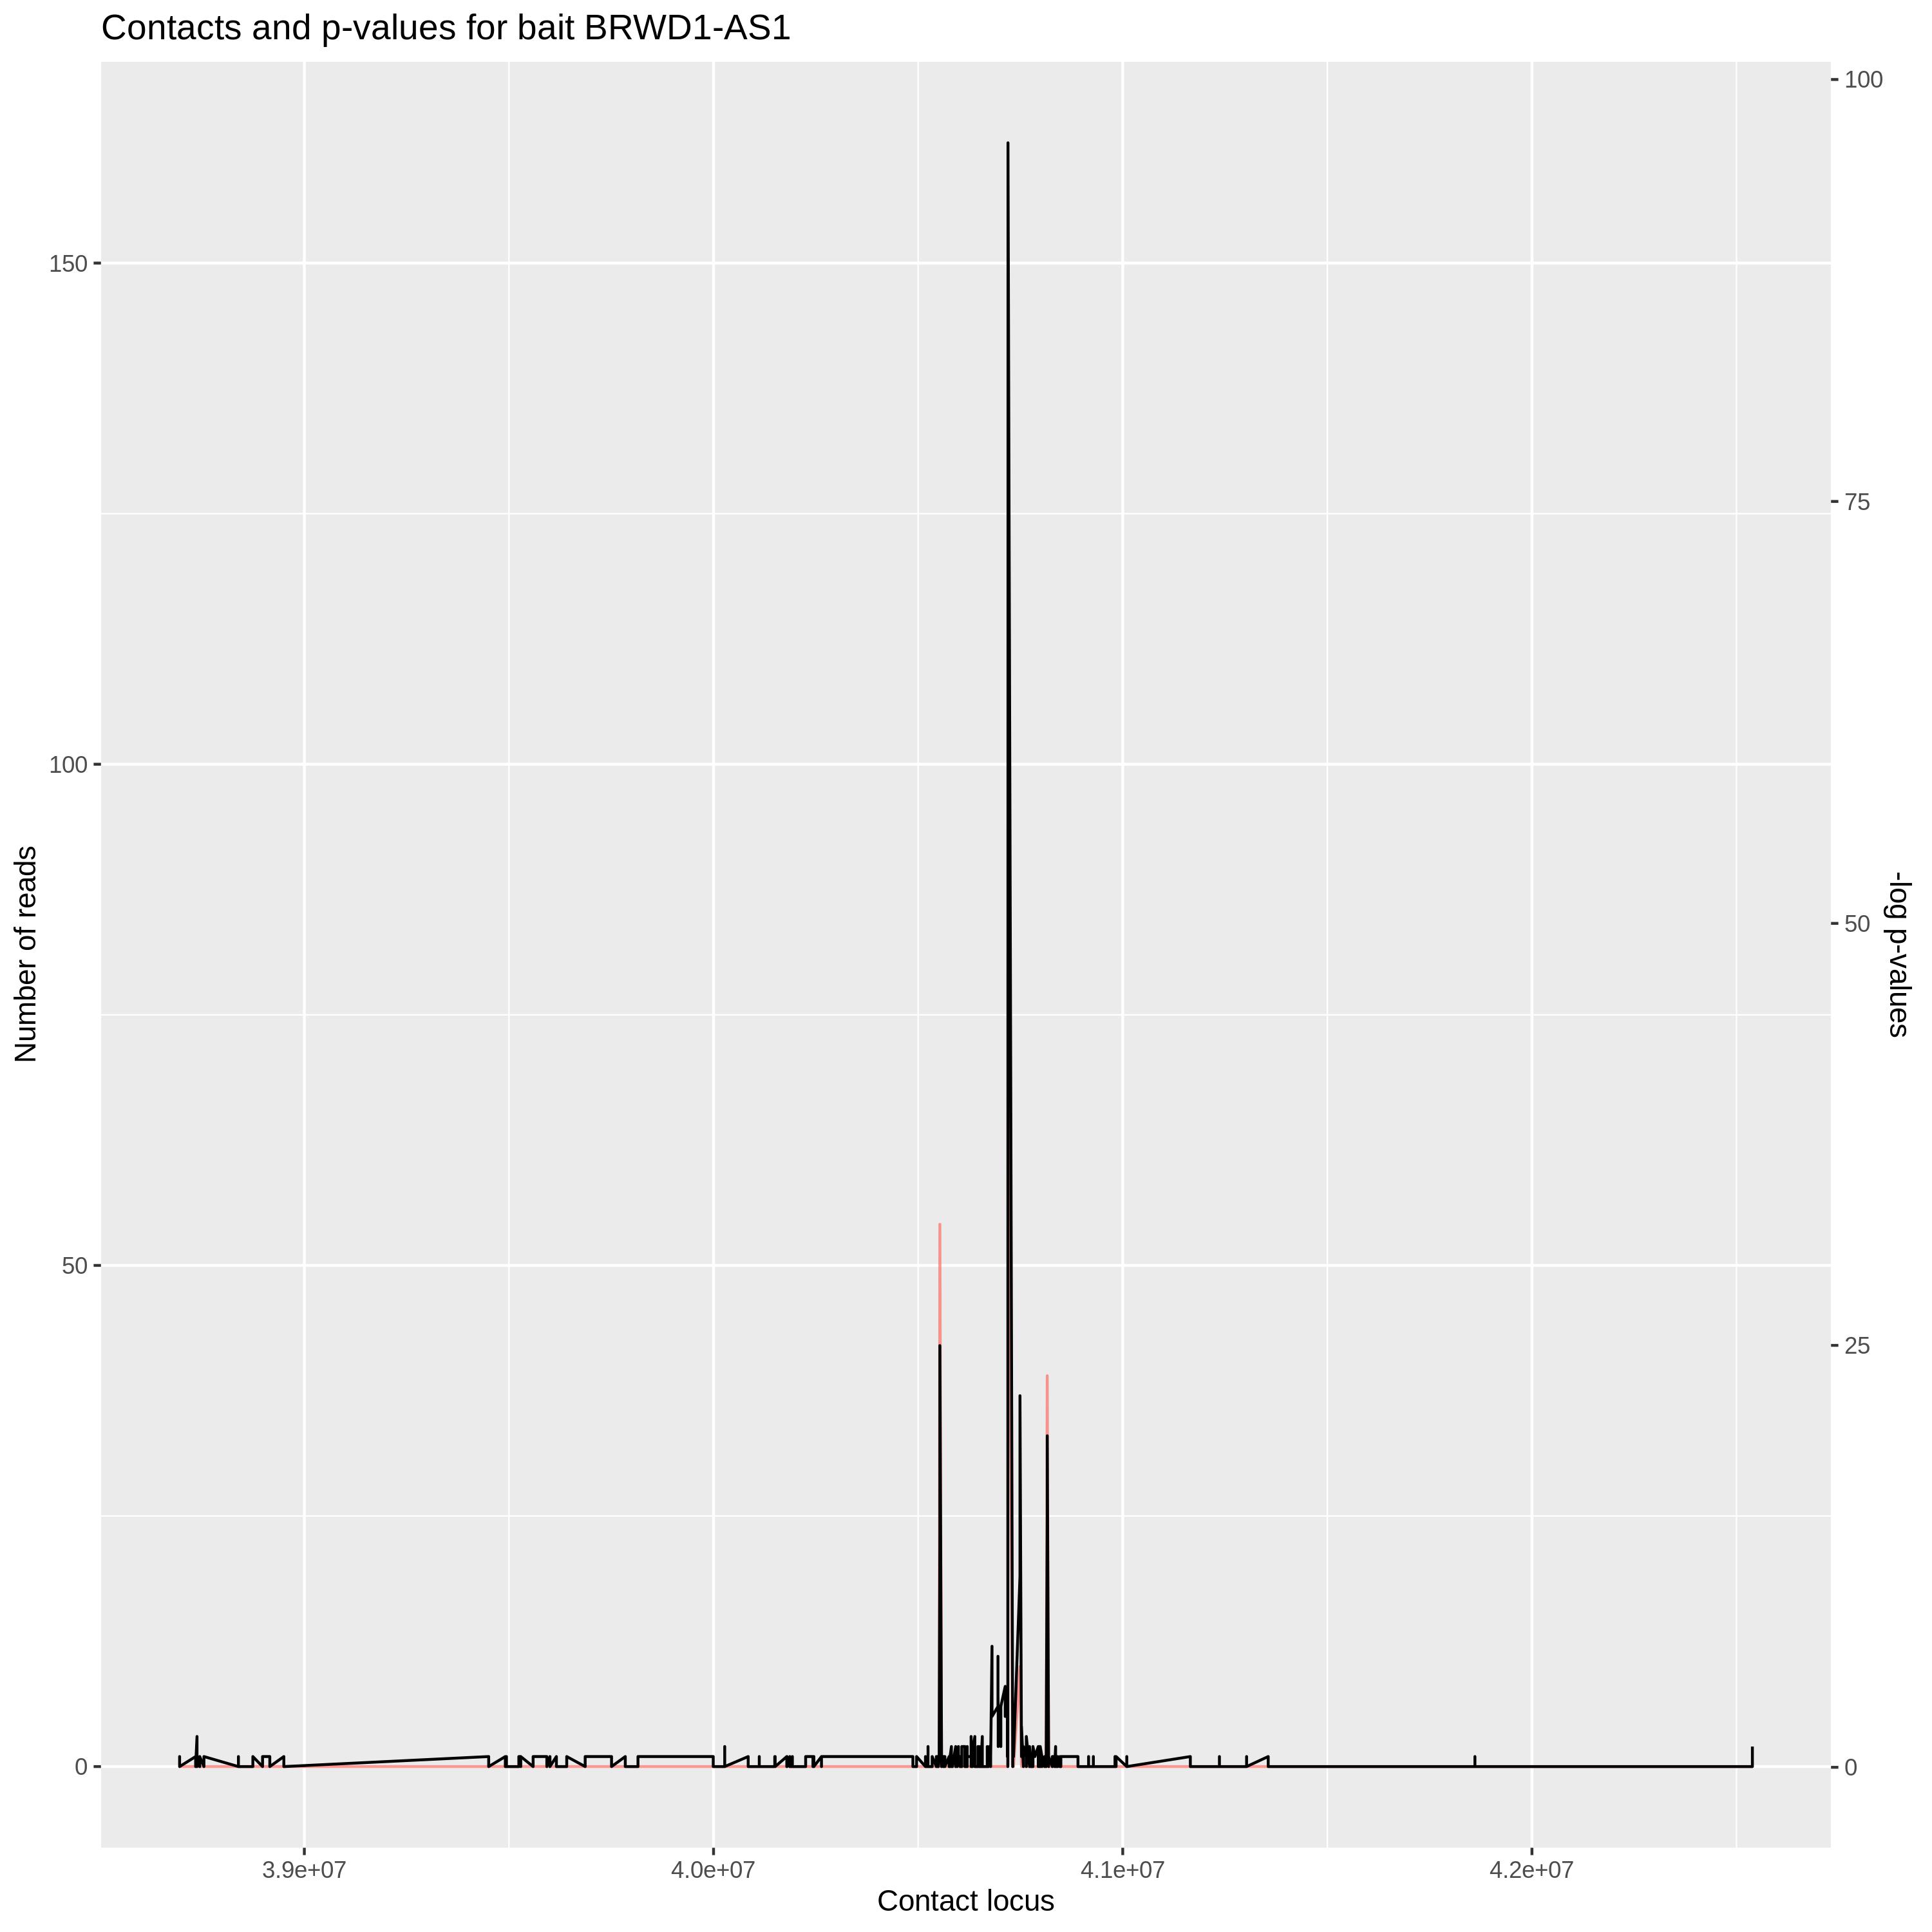 Contacts and p-values for bait BRWD1-AS1
100
150
75
100
Number of reads
-log p-values
50
50
25
0
0
3.9e+07
4.0e+07
4.1e+07
4.2e+07
Contact locus